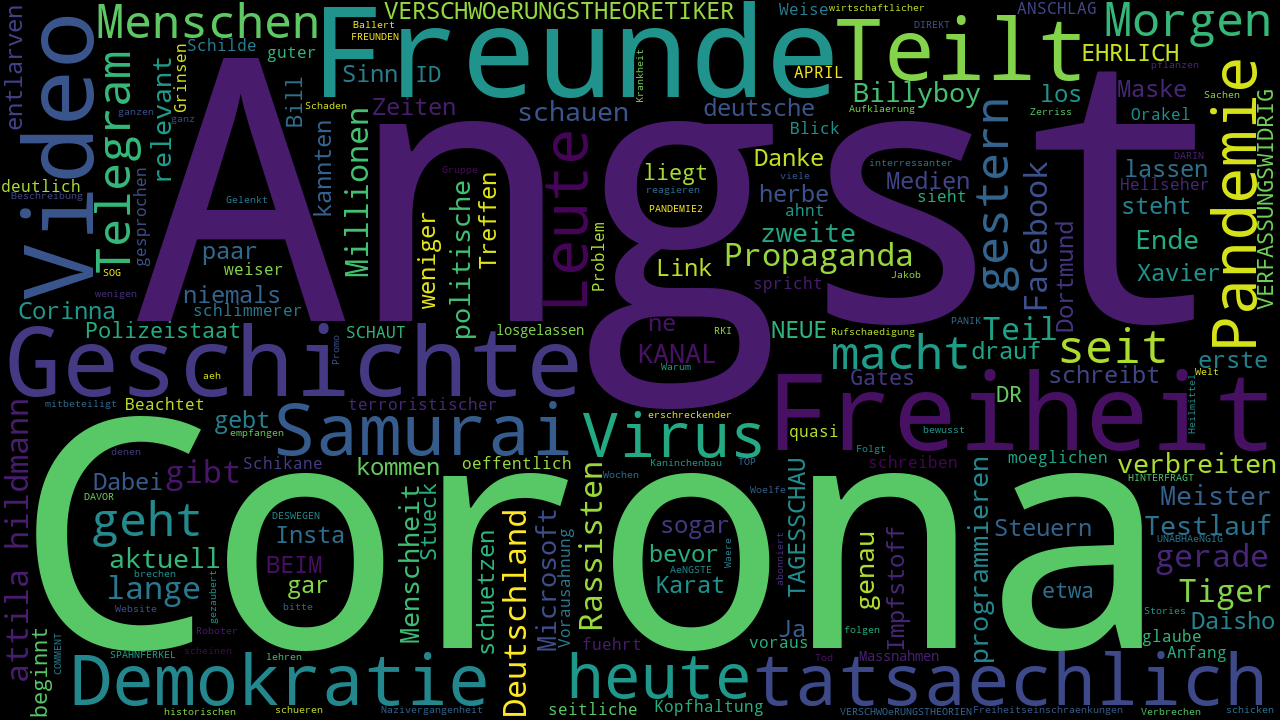 VERSCHWOeRUNGSTHEORETIKER
Ballert
FREUNDEN
Weise
wirtschaftlicher
ANSCHLAG
Menschen
Freunde
Teilt
Morgen
DIREKT
EHRLICH
entlarven
Video
Telegram
Schilde
guter
Grinsen
relevant
Sinn
ID
Krankheit
APRIL
pflanzen
Bill
Schaden
Zeiten
schauen
deutsche
Billyboy
Aufklaerung
los
Zerriss
Maske
Orakel
Sachen
Pandemie
VERFASSUNGSWIDRIG
ganzen
ganz
kannten
Millionen
Angst
Leute
Blick
gestern
Danke
interressanter
DARIN
lassen
deutlich
Beschreibung
gesprochen
Gelenkt
Gruppe
liegt
reagieren
viele
Medien
sieht
Hellseher
herbe
ahnt
PANDEMIE2
steht
Facebook
politische
Treffen
weniger
Problem
zweite
Propaganda
Ende
paar
weiser
SOG
Link
Jakob
Xavier
Dortmund
spricht
wenigen
niemals
schlimmerer
Corinna
Polizeistaat
SCHAUT
losgelassen
ne
RKI
NEUE
Rufschaedigung
PANIK
Teil
KANAL
macht
drauf
seit
erste
Promo
Geschichte
aeh
Warum
Gates
schreibt
Welt
DR
Freiheit
Heilmittel
mitbeteiligt
Beachtet
gebt
terroristischer
erschreckender
empfangen
Samurai
Virus
quasi
bewusst
Folgt
attila hildmann
denen
Dabei
gibt
Schikane
kommen
oeffentlich
Kaninchenbau
TOP
schreiben
moeglichen
verbreiten
HINTERFRAGT
DAVOR
Wochen
Woelfe
TAGESSCHAU
Meister
geht
DESWEGEN
Insta
Menschheit
Stueck
Corona
Rassisten
sogar
Waere
programmieren
Steuern
Testlauf
UNABHAeNGIG
aktuell
BEIM
bevor
AeNGSTE
abonniert
genau
Impfstoff
gerade
brechen
lange
gar
schuetzen
Deutschland
Microsoft
Vorausahnung
Karat
etwa
Tiger
Website
gezaubert
bitte
Stories
Daisho
Roboter
Ja
folgen
glaube
beginnt
COMMENT
SPAHNFERKEL
scheinen
lehren
fuehrt
voraus
Tod
Massnahmen
Anfang
Demokratie
heute
tatsaechlich
historischen
schueren
Nazivergangenheit
seitliche
Kopfhaltung
VERSCHWOeRUNGSTHEORIEN
Freiheitseinschraenkungen
Verbrechen
schicken